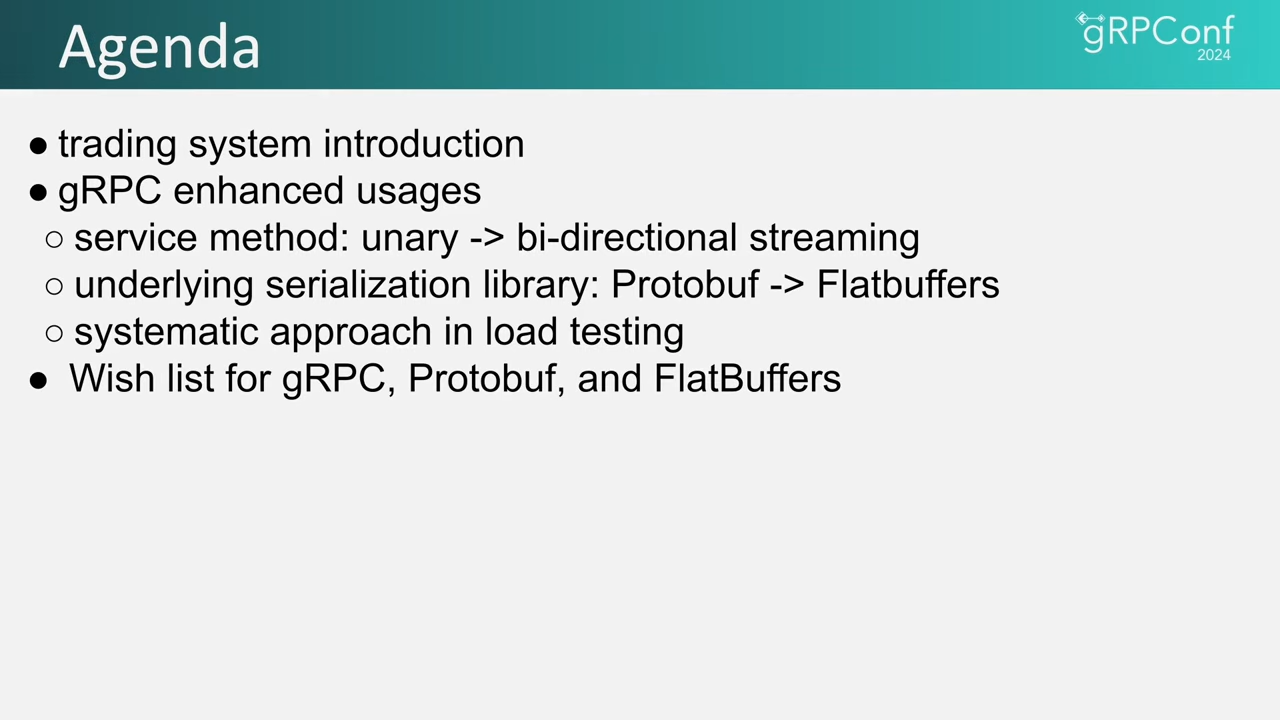 Agenda
gRPConf
2024
● trading system introduction
● gRPC enhanced usages
○ service method: unary -> bi-directional streaming
○ underlying serialization library: Protobuf -> Flatbuffers
○ systematic approach in load testing
● Wish list for gRPC, Protobuf, and FlatBuffers